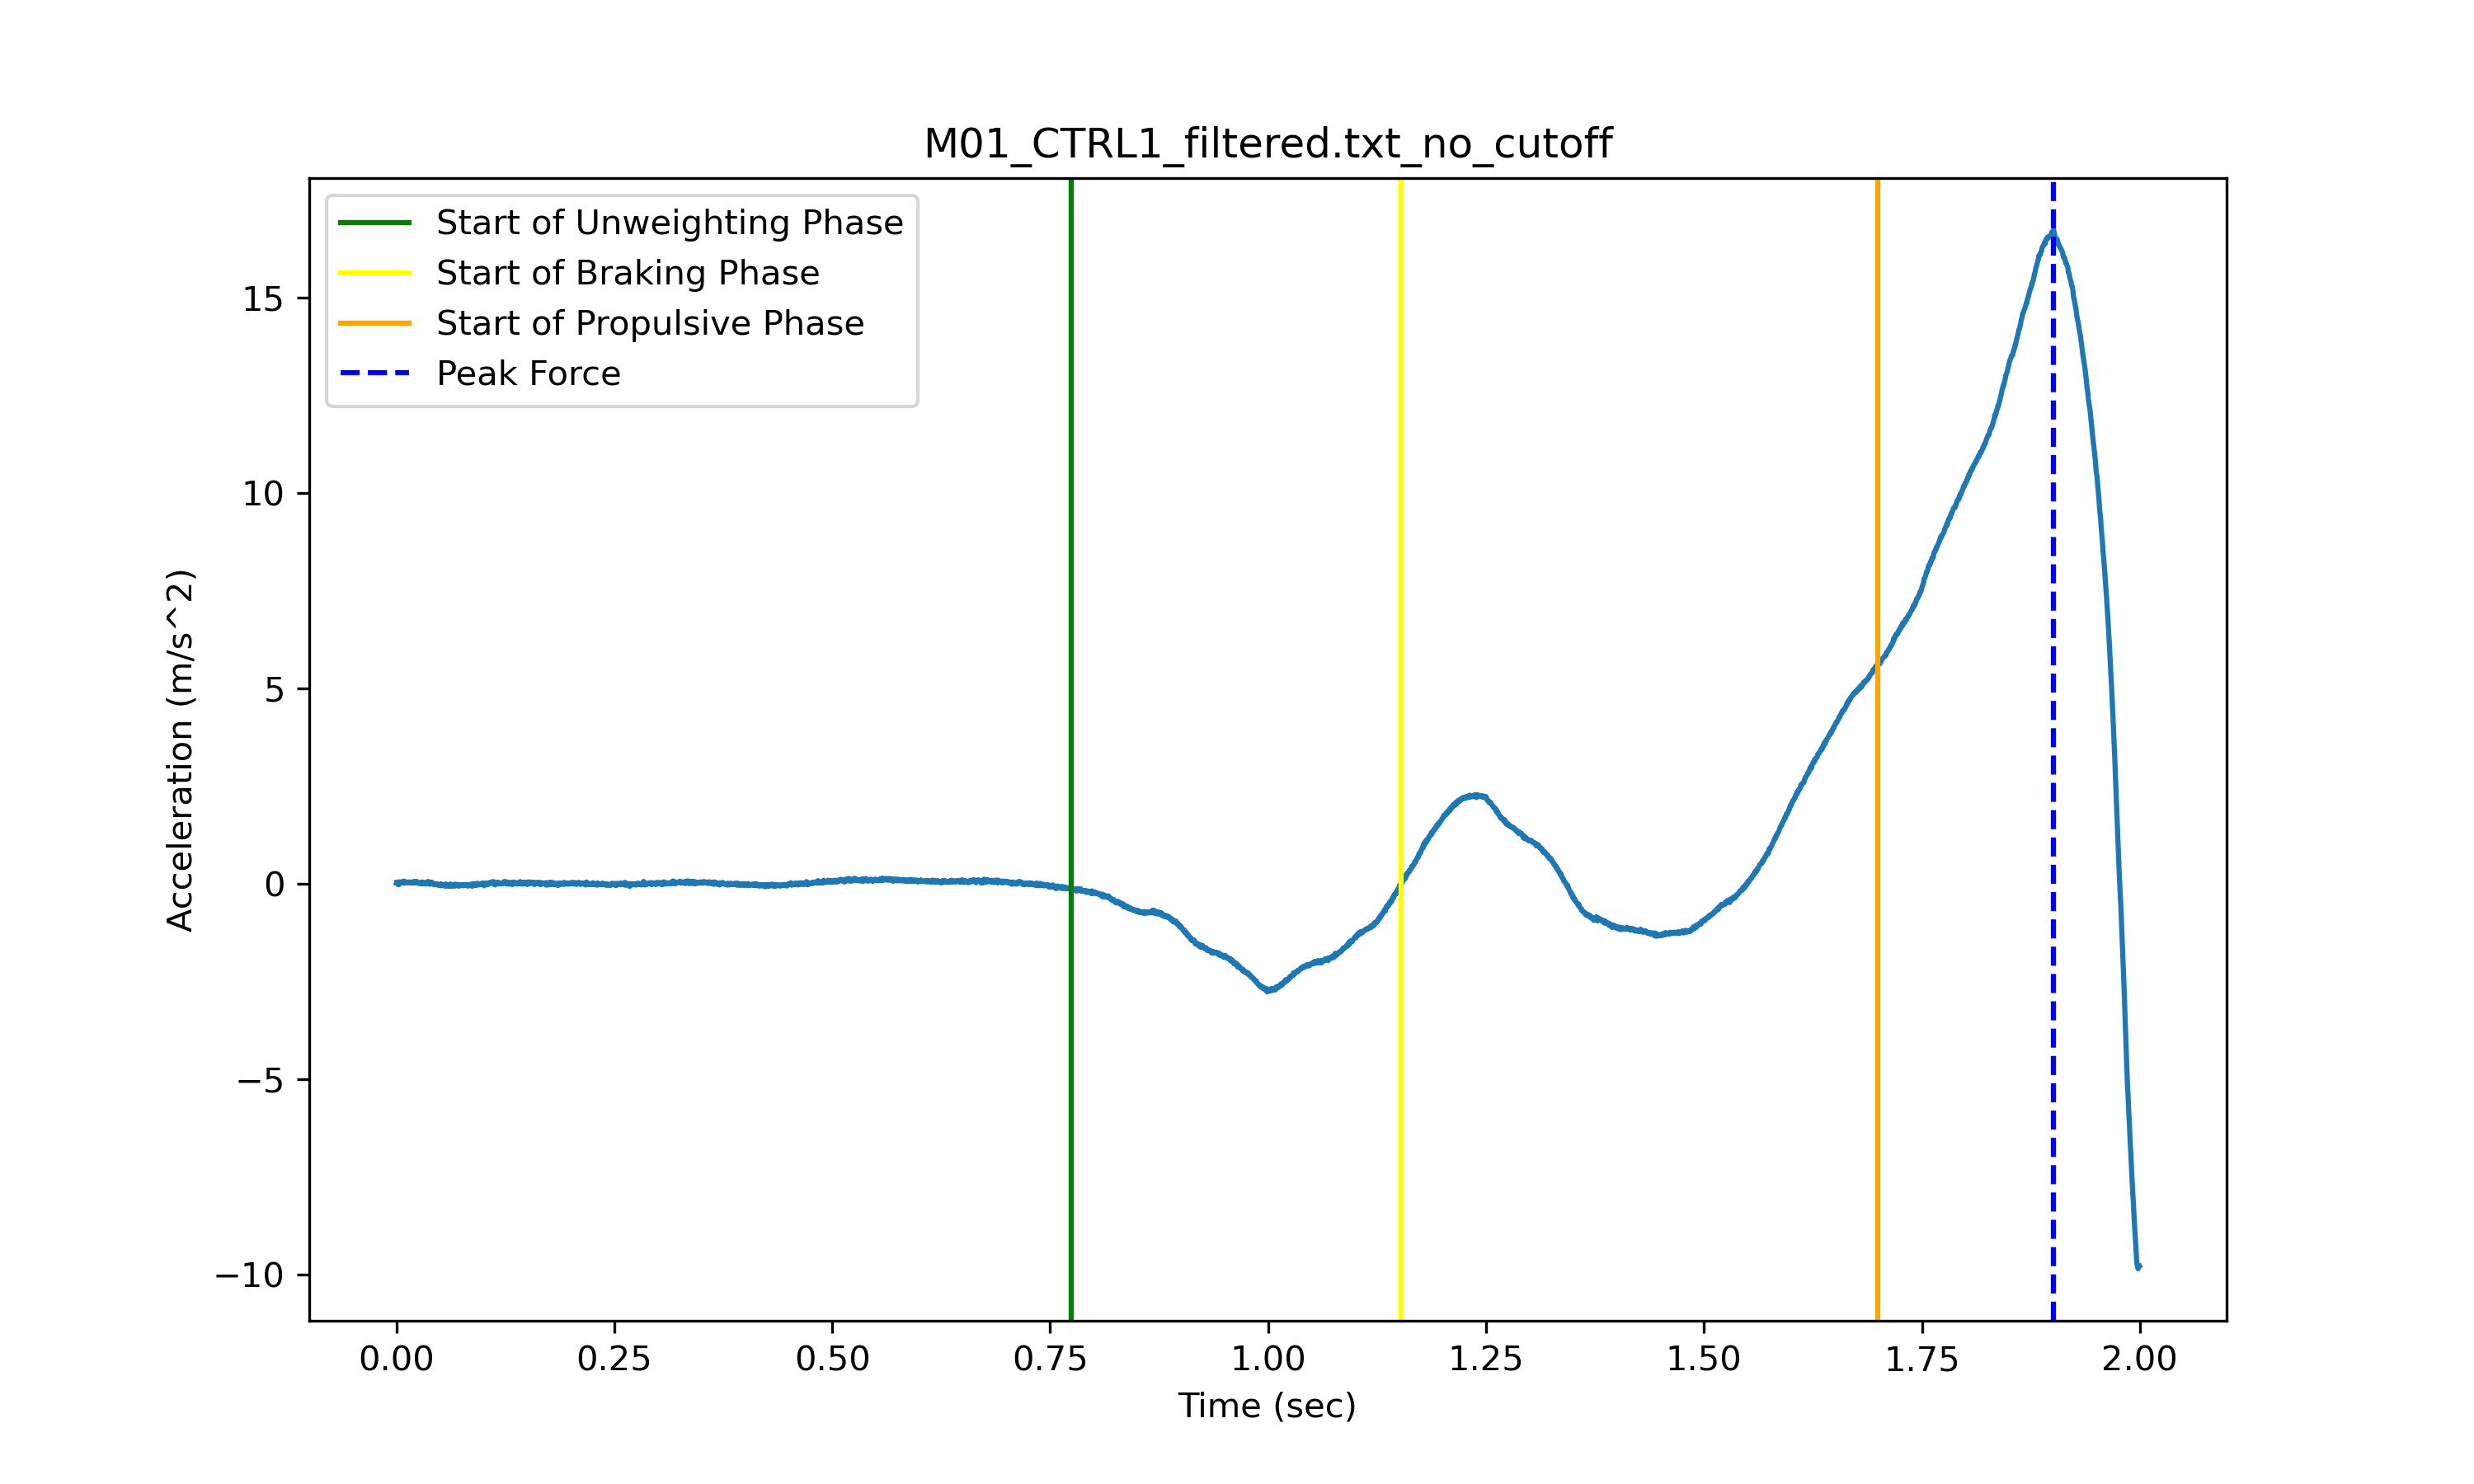 M01_CTRL1_filtered.txt_no_cutoff
Start of Unweighting Phase
Start of Braking Phase
Start of Propulsive Phase
Peak Force
15
10
5
0
−5
−10
Acceleration (m/s^2)
0.00 0.25 0.50 0.75 1.00 1.25 1.50 1.75 2.00
Time (sec)